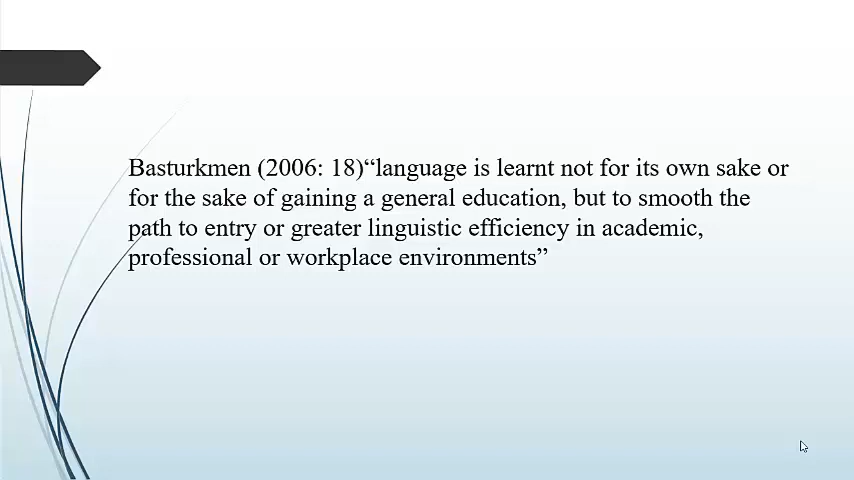 Basturkmen (2006: 18)“language is learnt not for its own sake or
for the sake of gaining a general education, but to smooth the
path to entry or greater linguistic efficiency in academic,
professional or workplace environments”